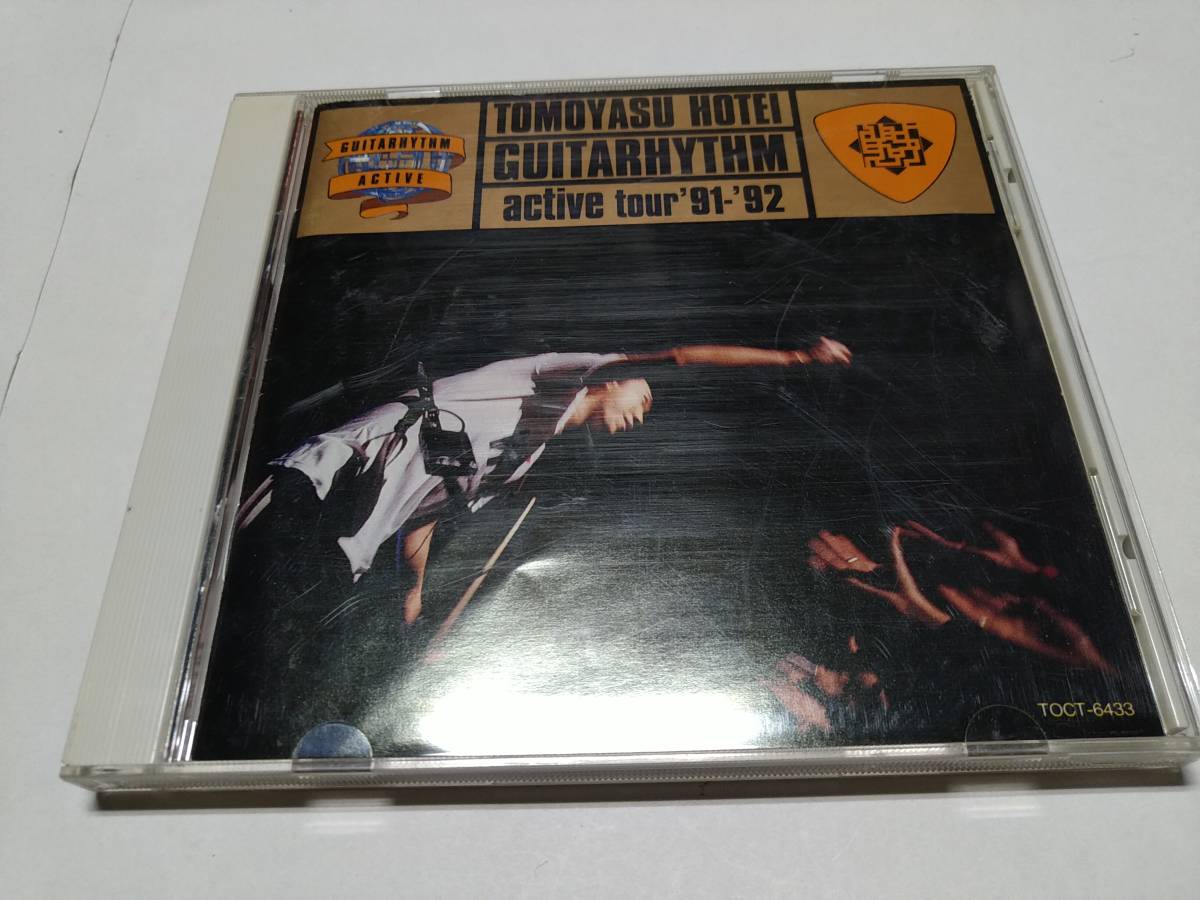 GUITARHYTHM
ACTIVE
TOMOYASU HOTEI
GUITARHYTHM
active tour '91-'92
TOCT-6433